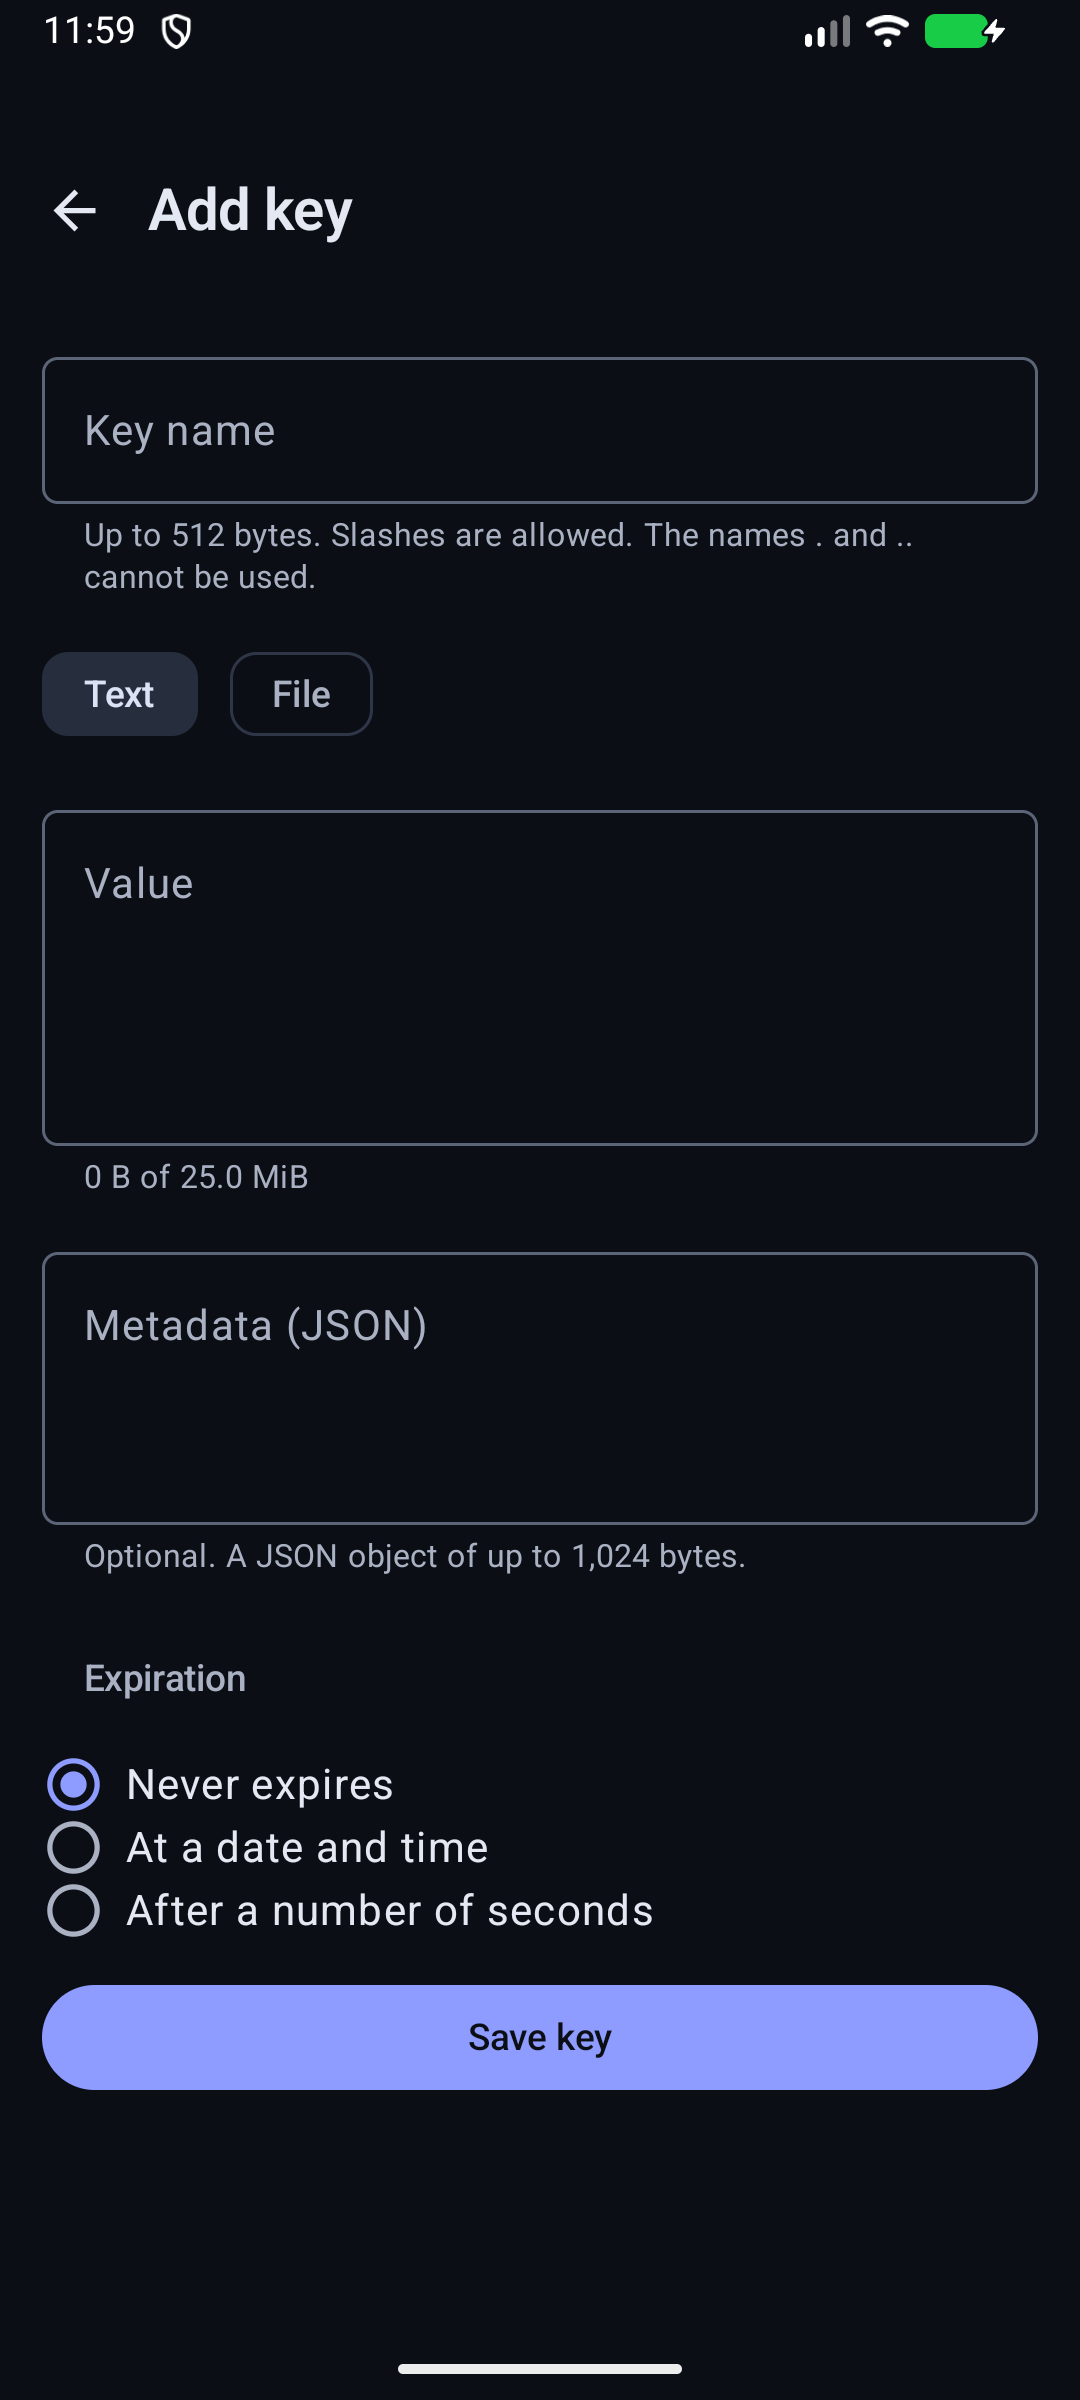 11:59
Add key
Key name
Up to 512 bytes. Slashes are allowed. The names . and ..
cannot be used.
Text
File
Value
0 B of 25.0 MiB
Metadata (JSON)
Optional. A JSON object of up to 1,024 bytes.
Expiration
Never expires
At a date and time
After a number of seconds
Save key